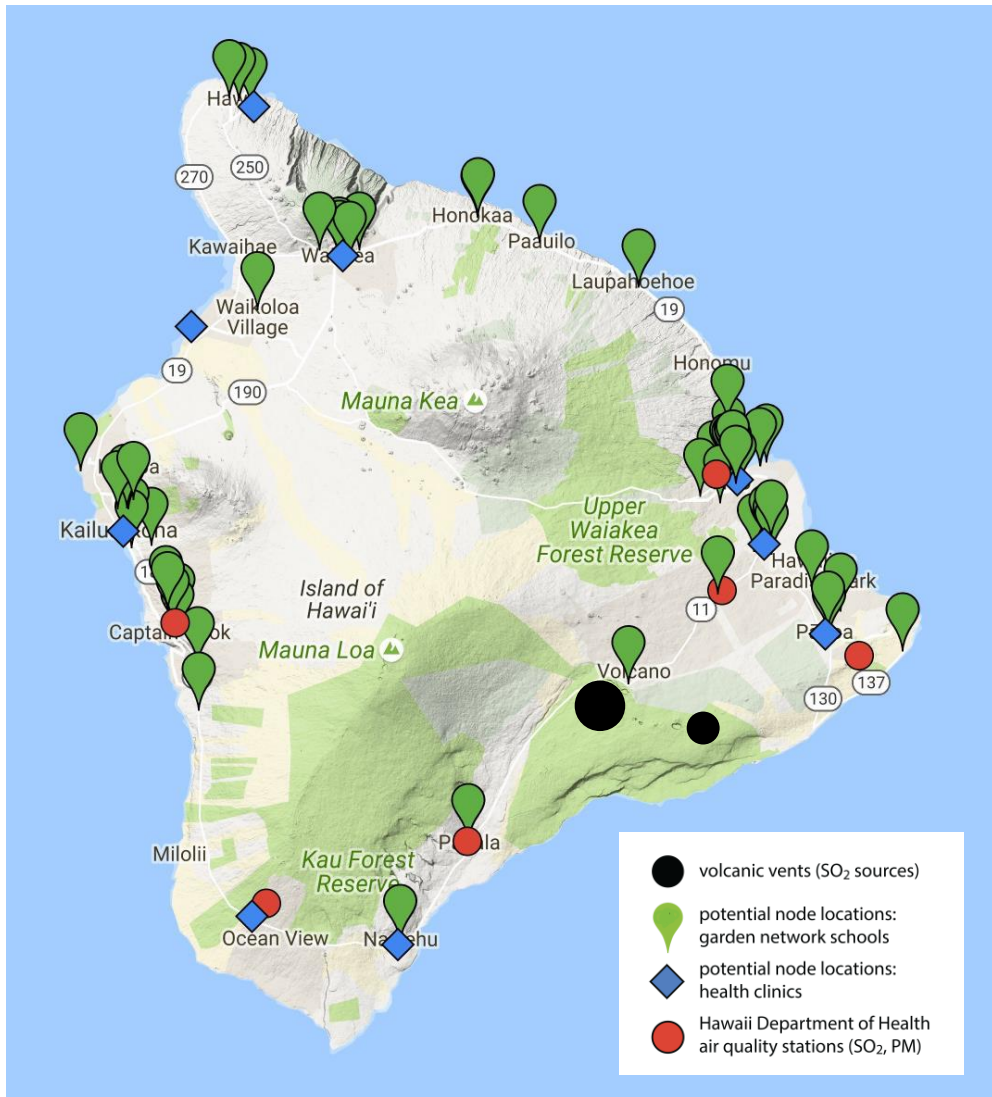 250
270
Honokaa
Paauilo
Kawaihae
Laupahoehoe
Waikoloa
Village
19
Honomu
19
190
Mauna Kea
Upper
Waiakea
Forest Reserve
Island of
Hawai'i
11
Captain
Mauna Loa
Volcano
137
130
Milolii
Kau Forest
Reserve
Ocean View
volcanic vents (SO₂ sources)
potential node locations:
garden network schools
potential node locations:
health clinics
Hawaii Department of Health
air quality stations (SO₂, PM)